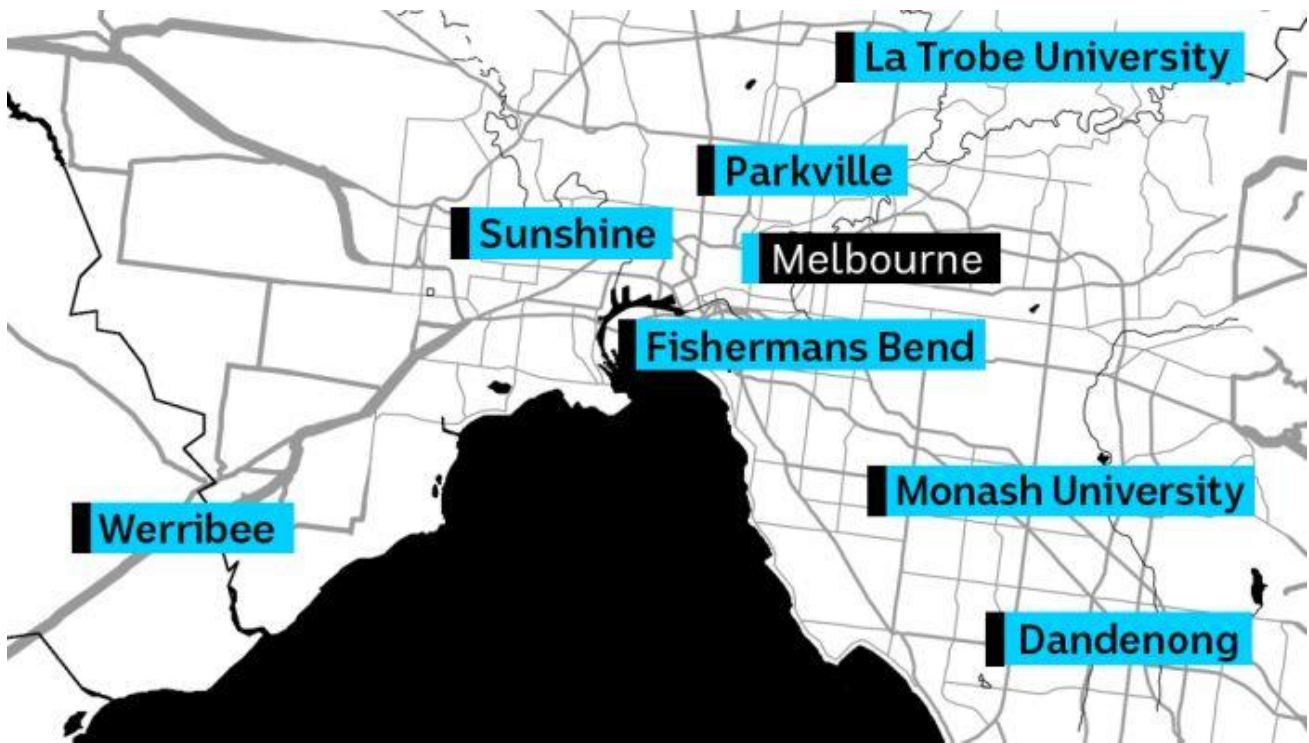 La Trobe University
Parkville
Sunshine
Melbourne
Fishermans Bend
Monash University
Werribee
Dandenong